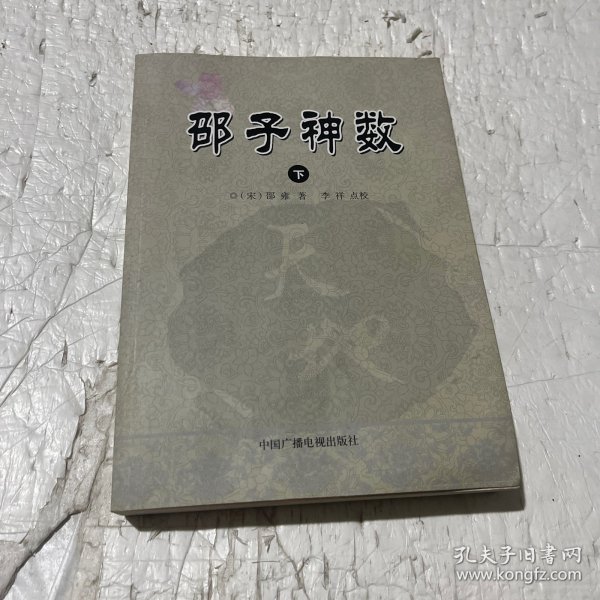 邵子神数
下
◎(宋)邵雍 著 李祥 点校
中国广播电视出版社
孔夫子旧书网
www.kongfz.com